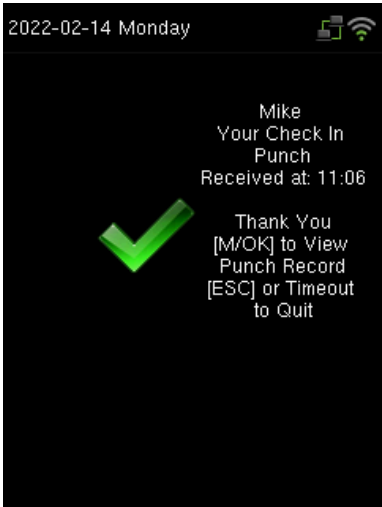 2022-02-14 Monday
Mike
Your Check In
Punch
Received at: 11:06
Thank You
[M/OK] to View
Punch Record
[ESC] or Timeout
to Quit